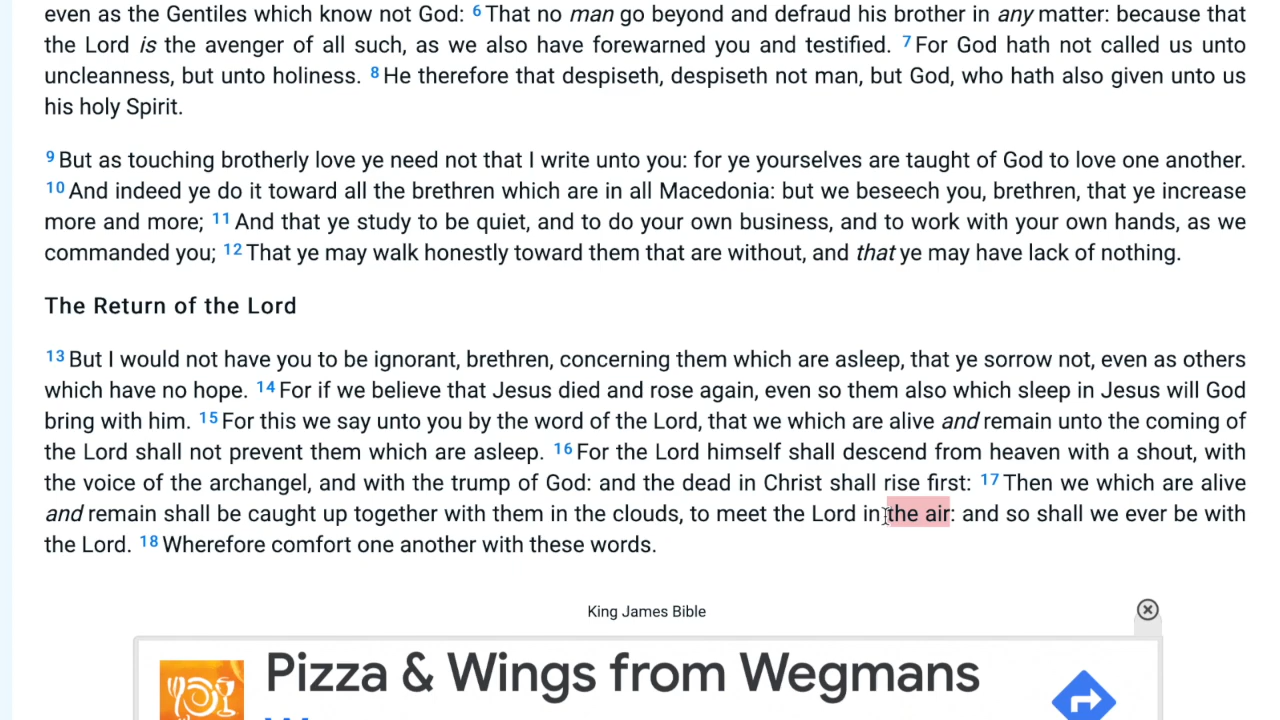 even as the Gentiles which know not God: 6 That no man go beyond and defraud his brother in any matter: because that
the Lord is the avenger of all such, as we also have forewarned you and testified. 7 For God hath not called us unto
uncleanness, but unto holiness. 8 He therefore that despiseth, despiseth not man, but God, who hath also given unto us
his holy Spirit.
9 But as touching brotherly love ye need not that I write unto you: for ye yourselves are taught of God to love one another.
10 And indeed ye do it toward all the brethren which are in all Macedonia: but we beseech you, brethren, that ye increase
more and more; 11 And that ye study to be quiet, and to do your own business, and to work with your own hands, as we
commanded you; 12 That ye may walk honestly toward them that are without, and that ye may have lack of nothing.
The Return of the Lord
13 But I would not have you to be ignorant, brethren, concerning them which are asleep, that ye sorrow not, even as others
which have no hope. 14 For if we believe that Jesus died and rose again, even so them also which sleep in Jesus will God
bring with him. 15 For this we say unto you by the word of the Lord, that we which are alive and remain unto the coming of
the Lord shall not prevent them which are asleep. 16 For the Lord himself shall descend from heaven with a shout, with
the voice of the archangel, and with the trump of God: and the dead in Christ shall rise first: 17 Then we which are alive
and remain shall be caught up together with them in the clouds, to meet the Lord in the air: and so shall we ever be with
the Lord. 18 Wherefore comfort one another with these words.
King James Bible
Pizza & Wings from Wegmans